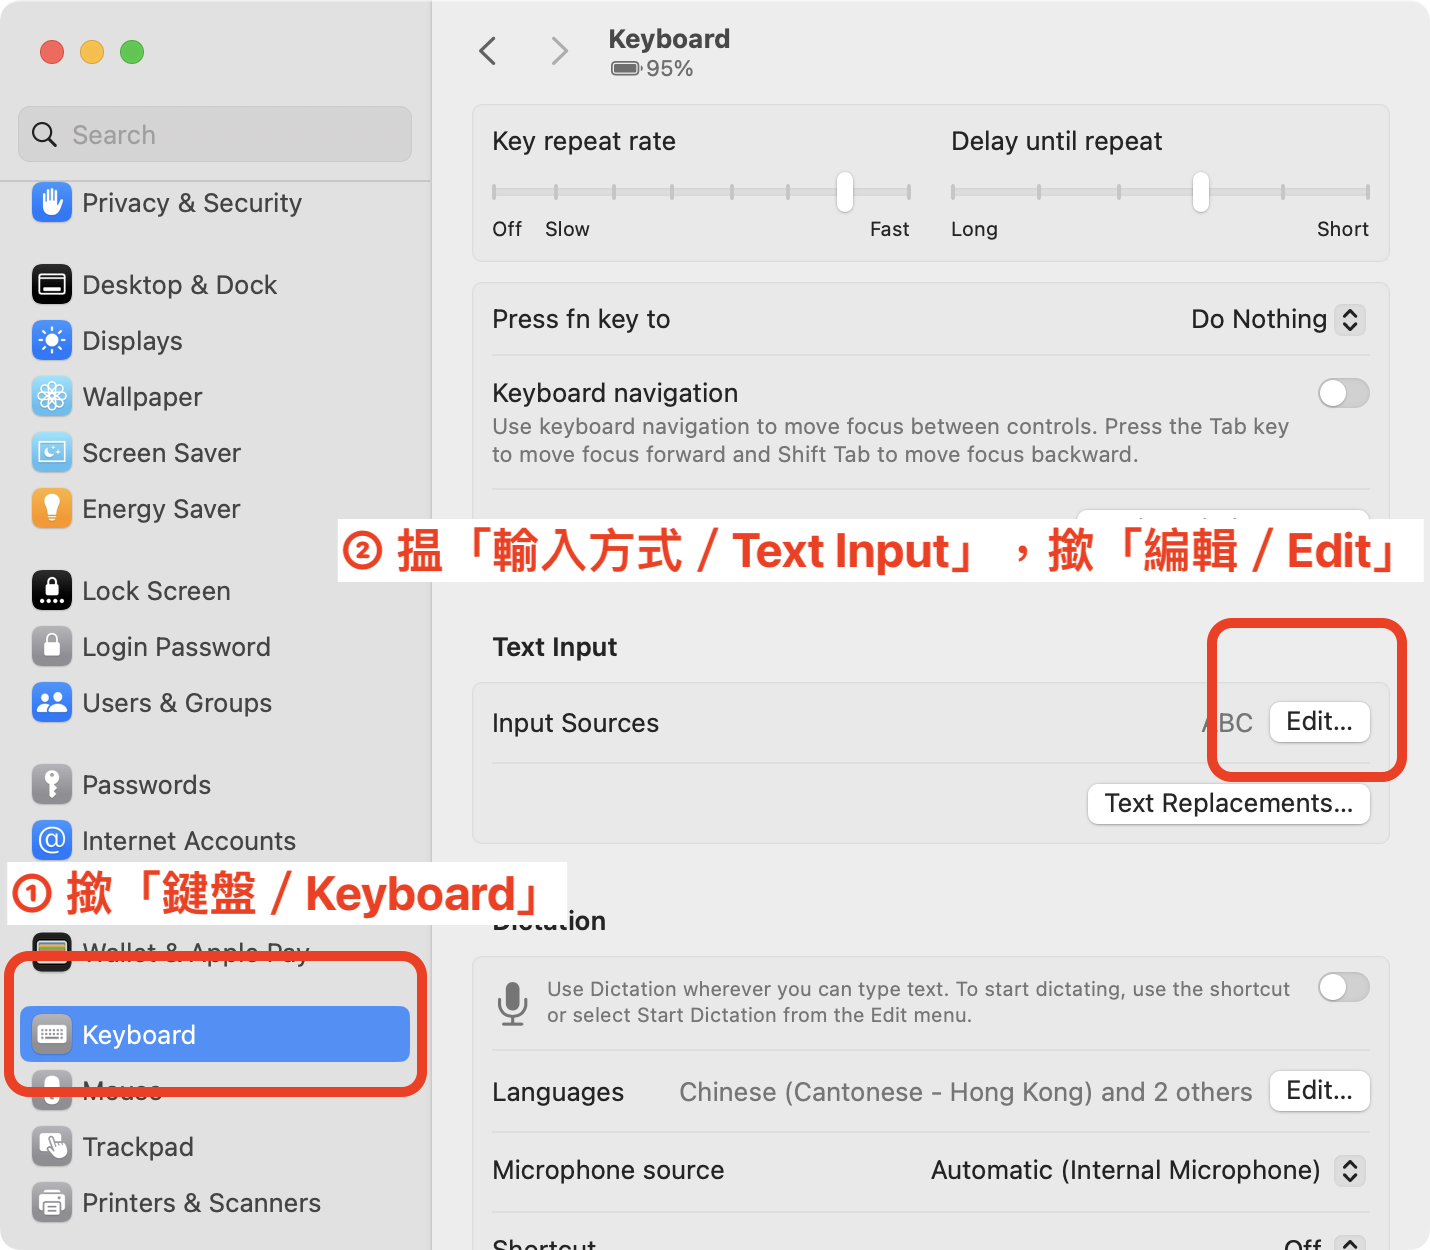 Keyboard
95%
Search
Privacy & Security
Desktop & Dock
Displays
Wallpaper
Screen Saver
Energy Saver
Lock Screen
Login Password
Users & Groups
Passwords
Internet Accounts
① 撳「鍵盤 / Keyboard」
Wallet & Apple Pay
Keyboard
Mouse
Trackpad
Printers & Scanners
Key repeat rate
Off Slow Fast
Delay until repeat
Long Short
Press fn key to Do Nothing
Keyboard navigation
Use keyboard navigation to move focus between controls. Press the Tab key
to move focus forward and Shift Tab to move focus backward.
② 揾「輸入方式 / Text Input」，撳「編輯 / Edit」
Text Input
Input Sources ABC Edit...
Text Replacements...
Dictation
Use Dictation wherever you can type text. To start dictating, use the shortcut
or select Start Dictation from the Edit menu.
Languages Chinese (Cantonese - Hong Kong) and 2 others Edit...
Microphone source Automatic (Internal Microphone)
Shortcut Off